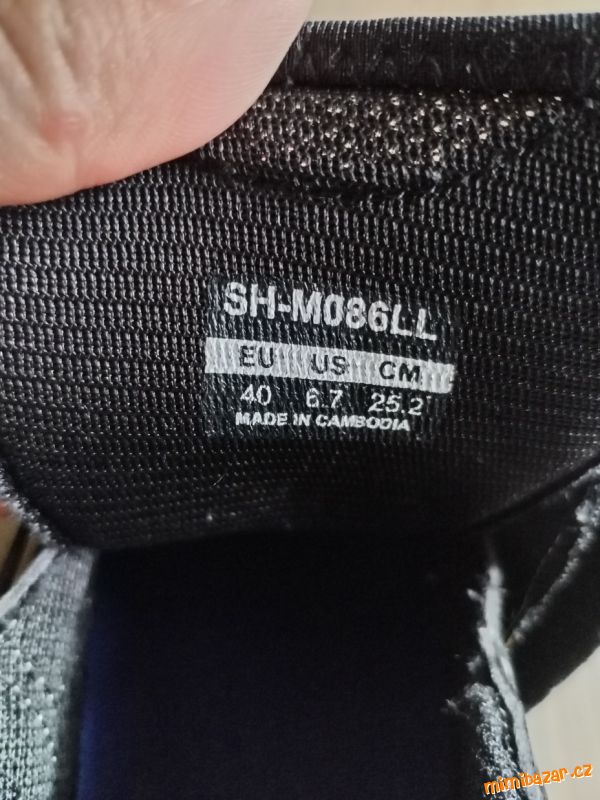 SH-M086LL
EU US CM
40 6.7 25.2
MADE IN CAMBODIA
mimibazar.cz